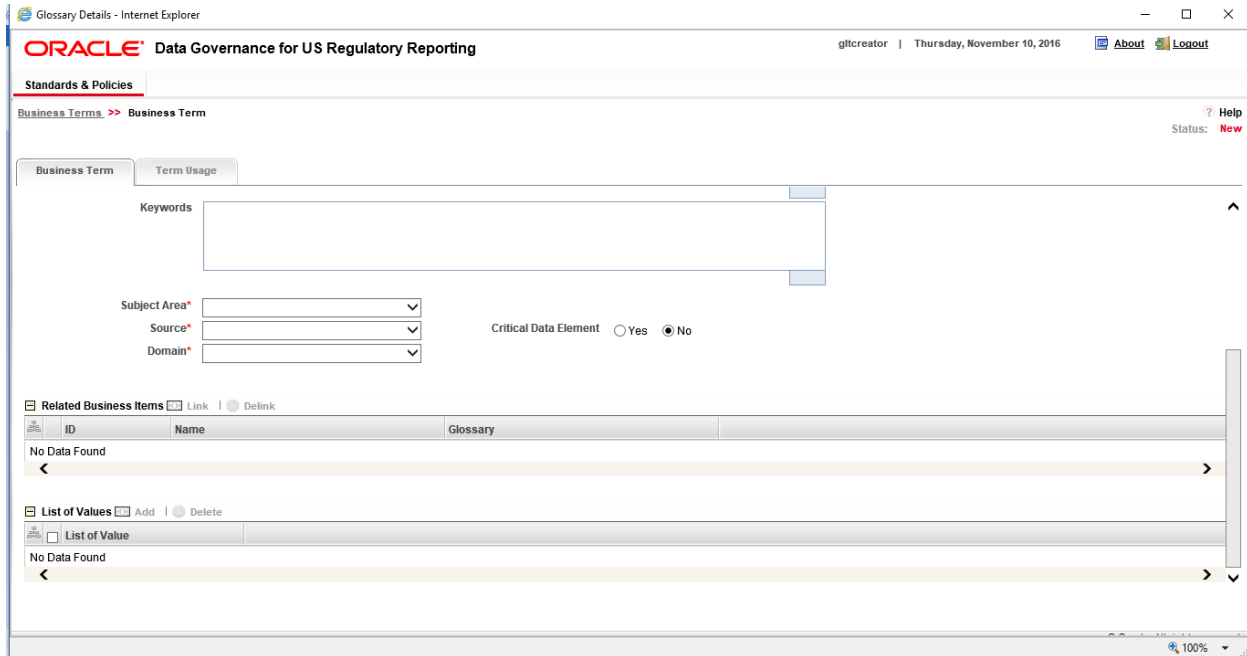 Glossary Details - Internet Explorer
ORACLE Data Governance for US Regulatory Reporting
gltcreator | Thursday, November 10, 2016 About Logout
Standards & Policies
Business Terms >> Business Term
? Help
Status: New
Business Term Term Usage
Keywords
Subject Area*
Source*
Critical Data Element Yes No
Domain*
Related Business Items Link | Delink
ID Name Glossary
No Data Found
List of Values Add | Delete
List of Value
No Data Found
100%